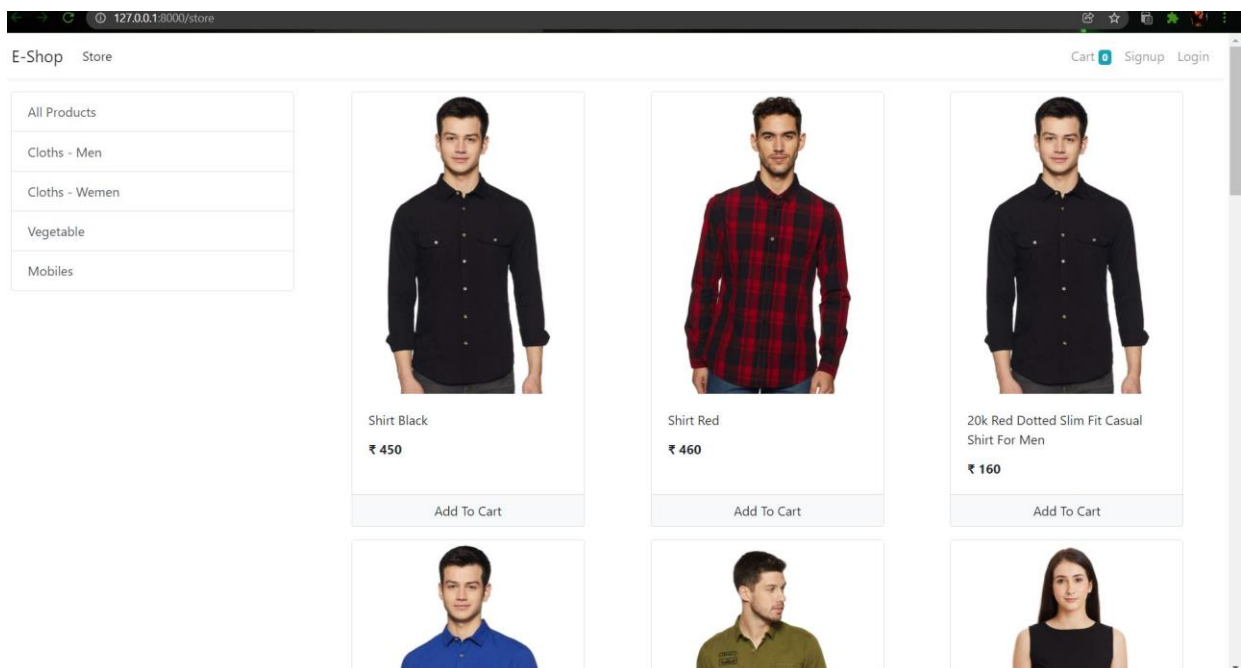 127.0.0.1:8000/store
E-Shop Store Cart 0 Signup Login
All Products
Cloths - Men
Cloths - Wemen
Vegetable
Mobiles
Shirt Black
₹ 450
Add To Cart
Shirt Red
₹ 460
Add To Cart
20k Red Dotted Slim Fit Casual
Shirt For Men
₹ 160
Add To Cart